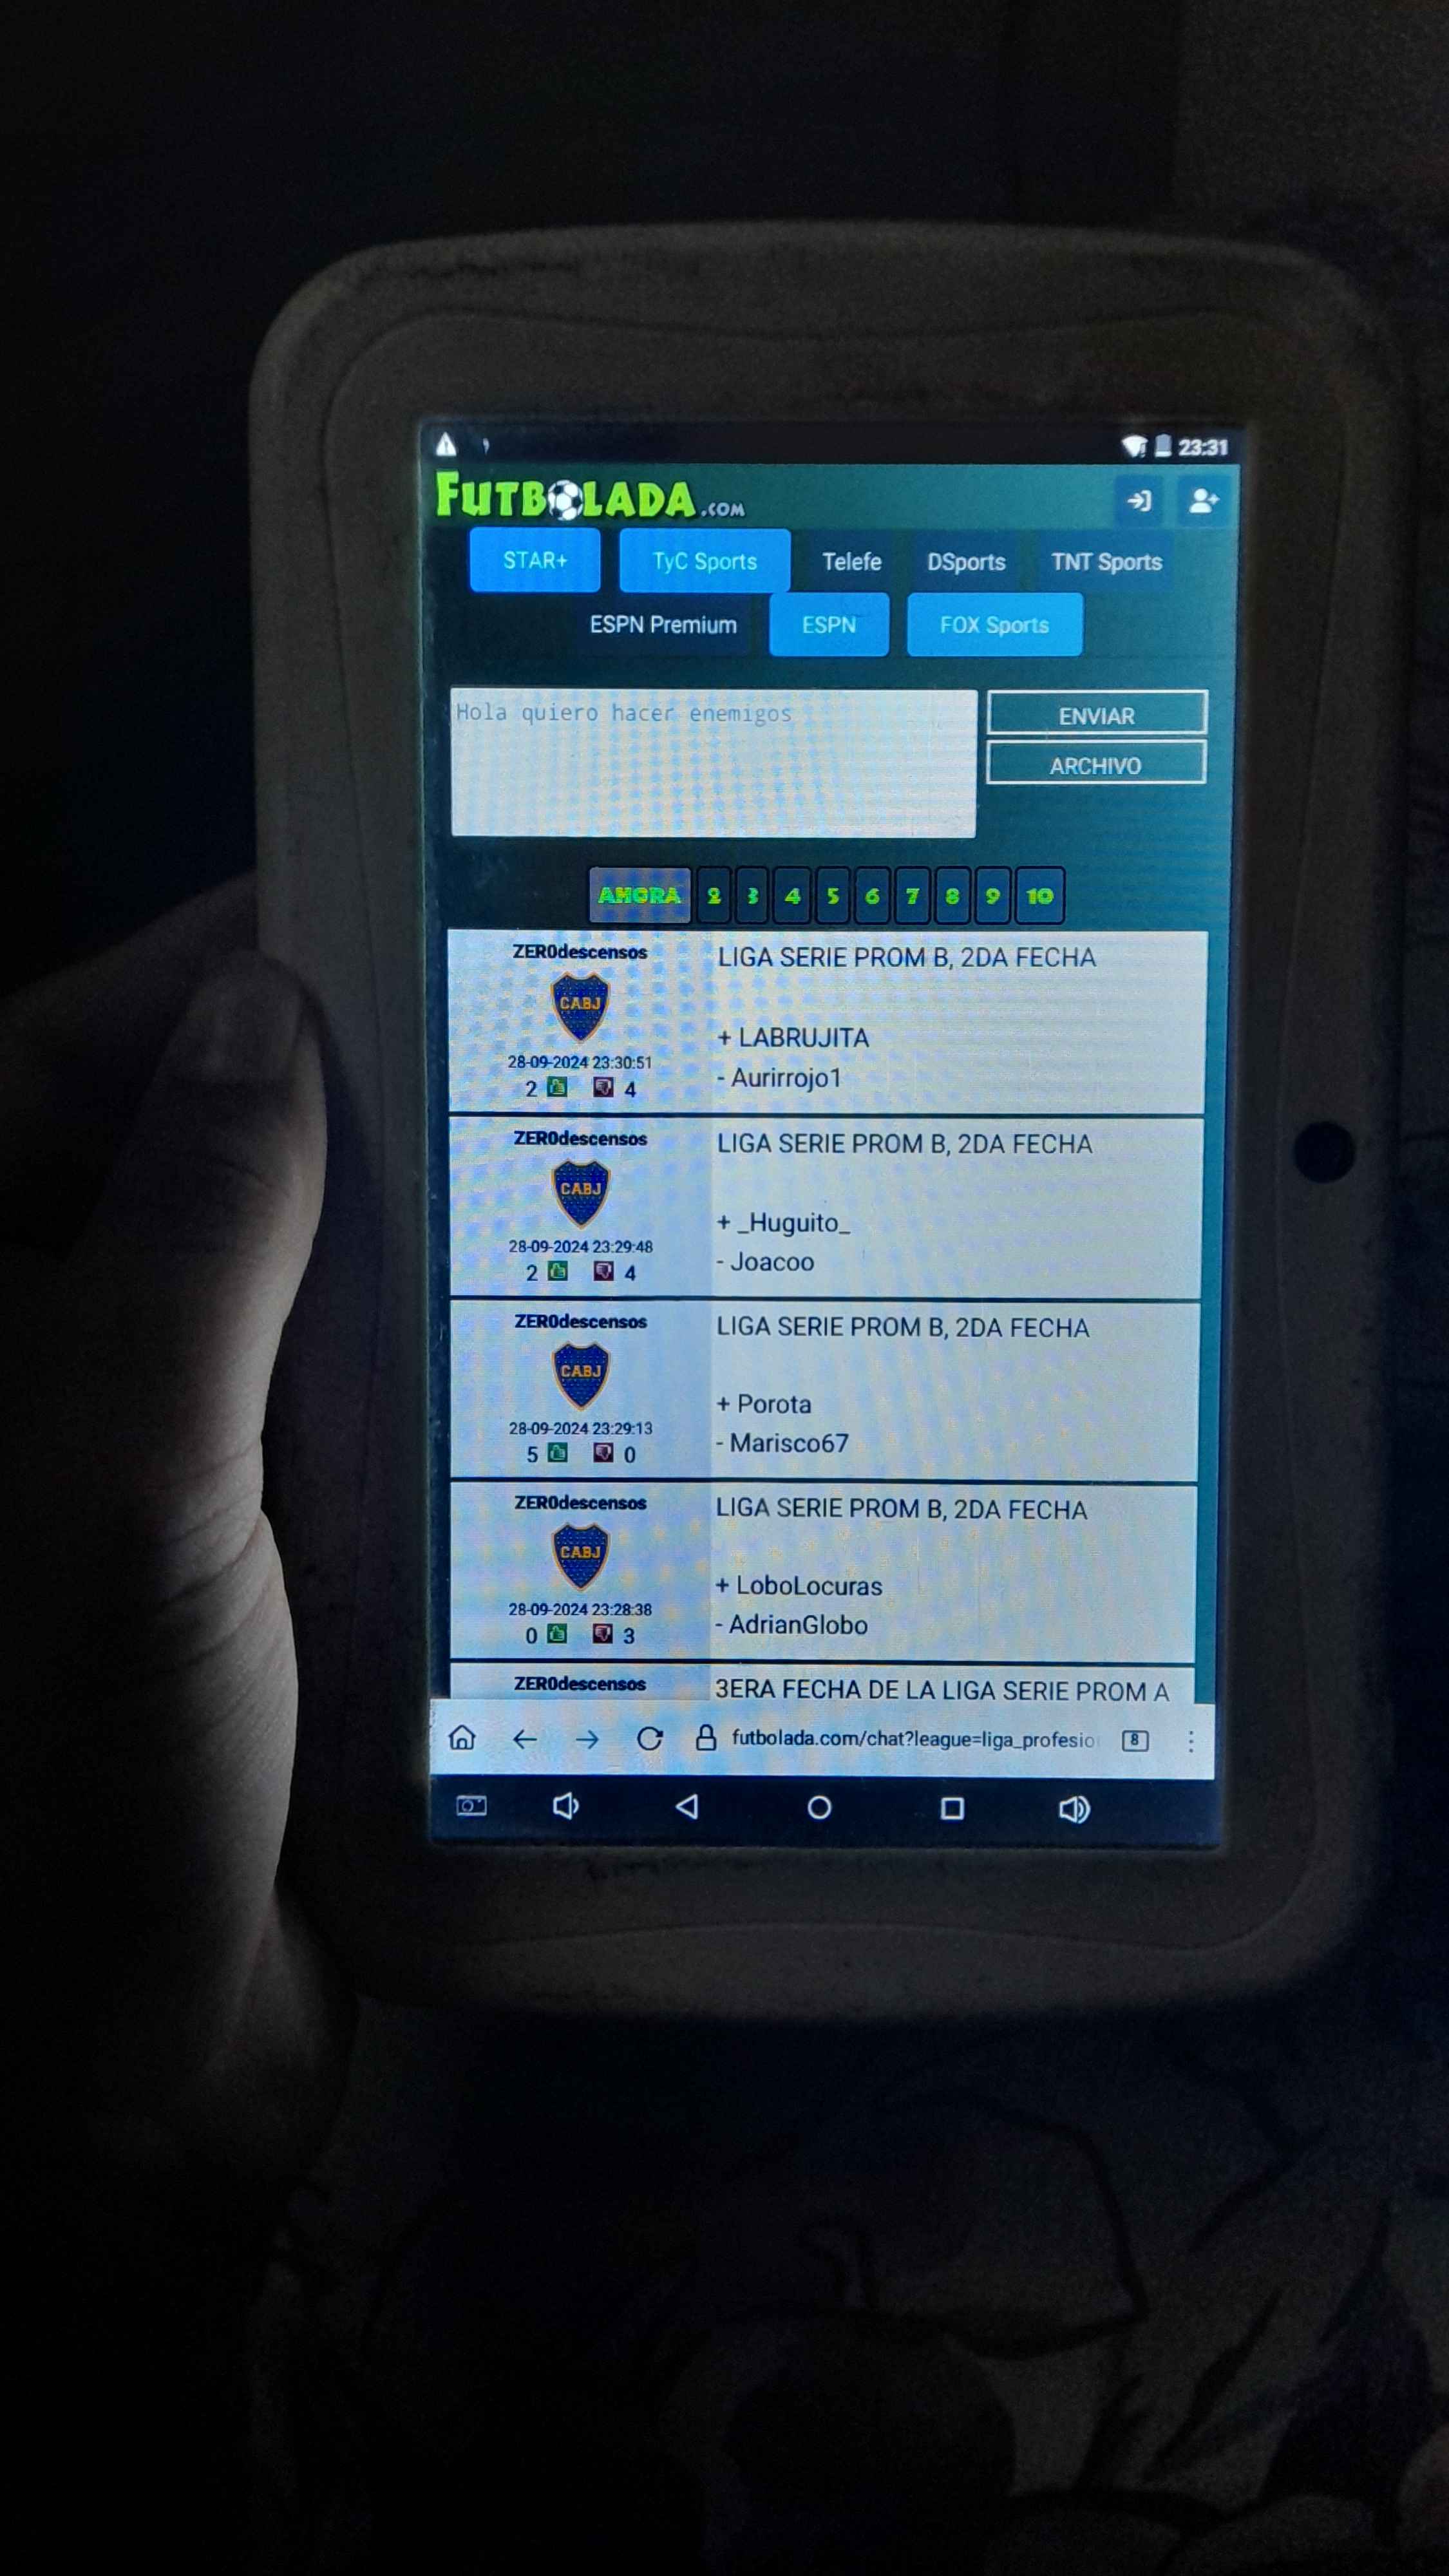 23:31
FUTBOLADA.COM
STAR+ TyC Sports Telefe DSports TNT Sports
ESPN Premium ESPN FOX Sports
Hola quiero hacer enemigos
ENVIAR
ARCHIVO
AHORA 2 3 4 5 6 7 8 9 10
ZER0descensos
CABJ
28-09-2024 23:30:51
2 4
LIGA SERIE PROM B, 2DA FECHA
+ LABRUJITA
- Aurirrojo1
ZER0descensos
CABJ
28-09-2024 23:29:48
2 4
LIGA SERIE PROM B, 2DA FECHA
+ _Huguito_
- Joacoo
ZER0descensos
CABJ
28-09-2024 23:29:13
5 0
LIGA SERIE PROM B, 2DA FECHA
+ Porota
- Marisco67
ZER0descensos
CABJ
28-09-2024 23:28:38
0 3
LIGA SERIE PROM B, 2DA FECHA
+ LoboLocuras
- AdrianGlobo
ZER0descensos
3ERA FECHA DE LA LIGA SERIE PROM A
futbolada.com/chat?league=liga_profesio
8